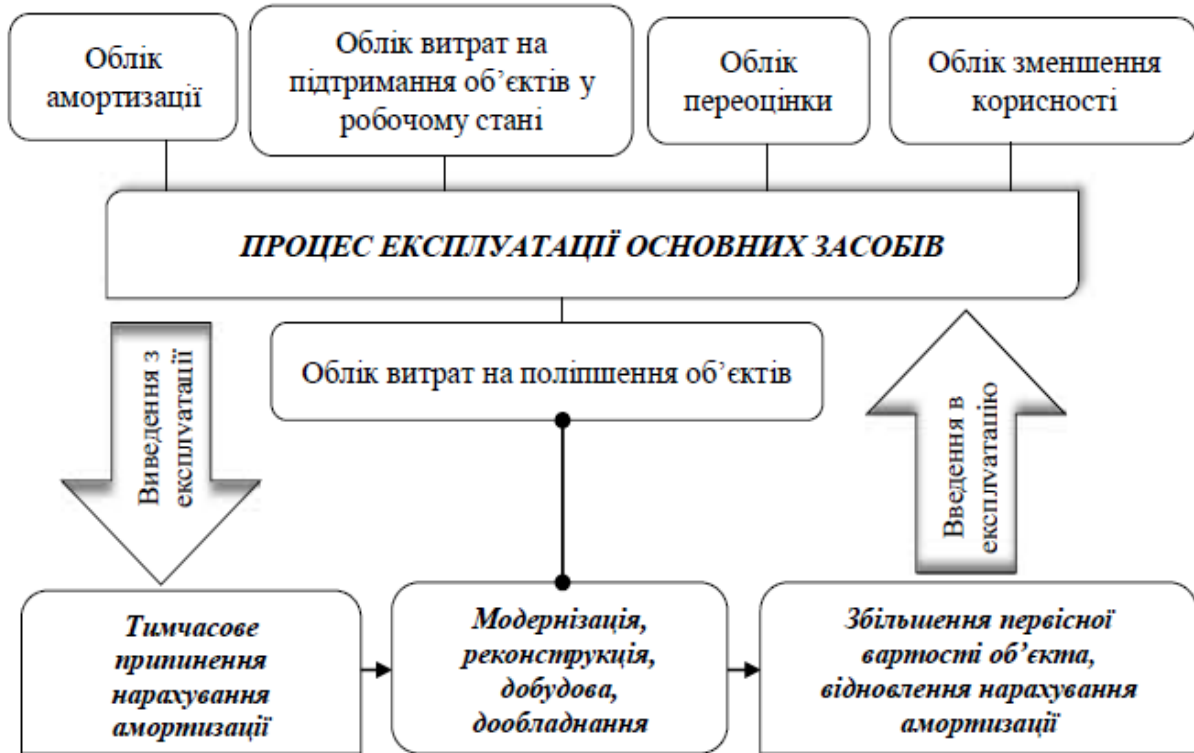 Облік
амортизації
Облік витрат на
підтримання об’єктів у
робочому стані
Облік
переоцінки
Облік зменшення
корисності
ПРОЦЕС ЕКСПЛУАТАЦІЇ ОСНОВНИХ ЗАСОБІВ
Виведення з
експлуатації
Облік витрат на поліпшення об’єктів
Введення в
експлуатацію
Тимчасове
припинення
нарахування
амортизації
Модернізація,
реконструкція,
добудова,
дообладнання
Збільшення первісної
вартості об’єкта,
відновлення нарахування
амортизації